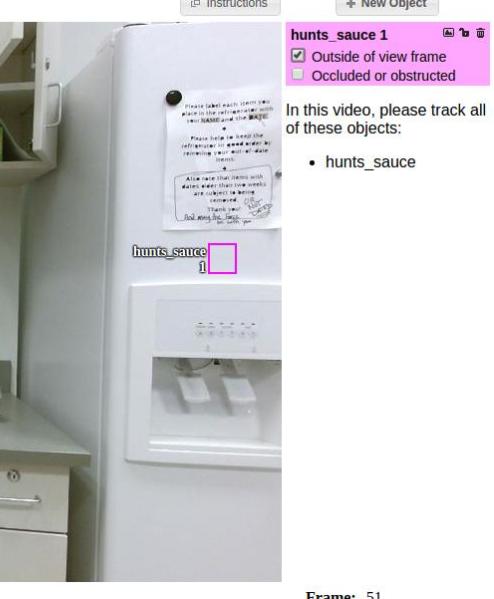 Instructions
New Object
hunts_sauce 1
Outside of view frame
Occluded or obstructed
In this video, please track all
of these objects:
hunts_sauce
Please label each item you
place in the refrigerator with
your NAME and the DATE.
Please help to keep the
refrigerator in good order by
removing your out-of-date
items.
Also note that items with
dates older than two weeks
are subject to being
removed.
Thank you!
And may the Force
be with you
hunts_sauce
1
Frame: 51